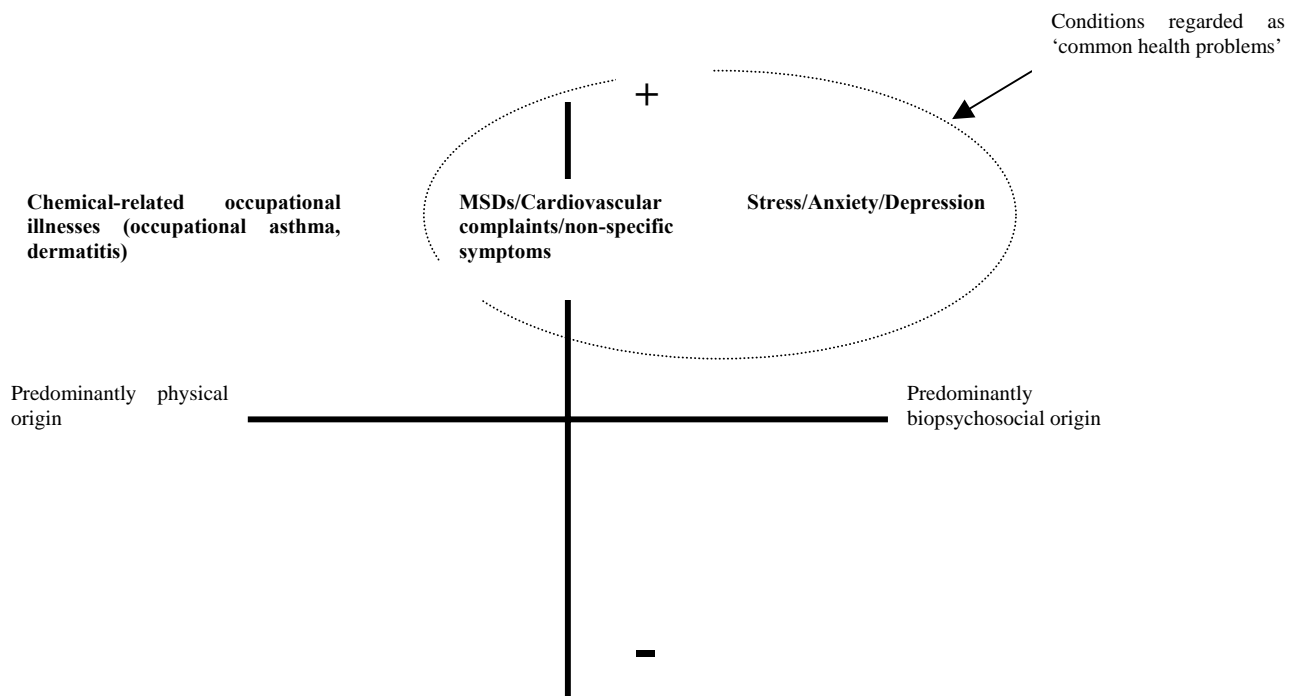 Conditions regarded as
‘common health problems’
+
Chemical-related occupational
illnesses (occupational asthma,
dermatitis)
MSDs/Cardiovascular
complaints/non-specific
symptoms
Stress/Anxiety/Depression
Predominantly physical
origin
Predominantly
biopsychosocial origin
-